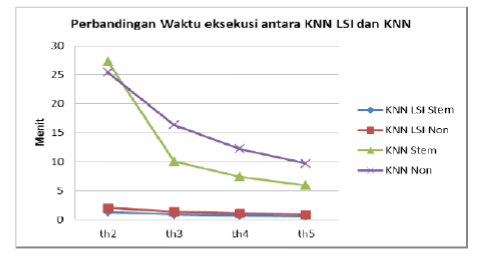 Perbandingan Waktu eksekusi antara KNN LSI dan KNN
30
25
20
15
10
5
0
Menit
th2 th3 th4 th5
KNN LSI Stem
KNN LSI Non
KNN Stem
KNN Non